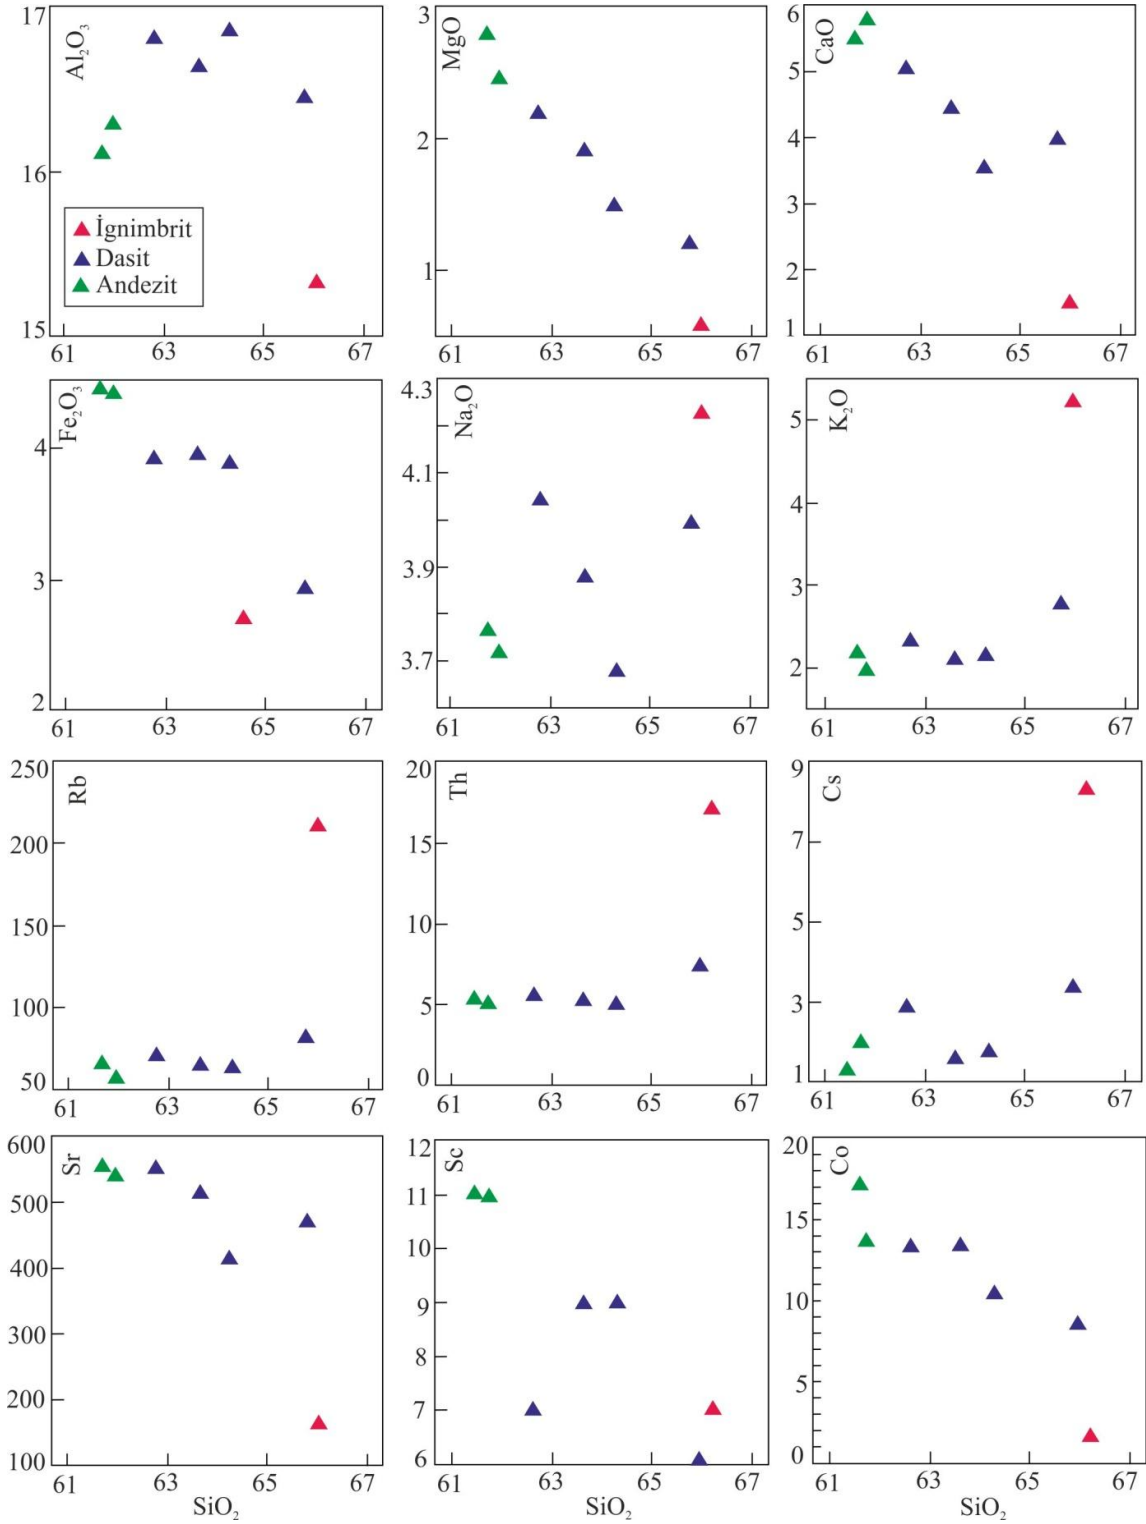 Al₂O₃
17
16
15
İgnimbrit
Dasit
Andezit
61 63 65 67
MgO
3
2
1
61 63 65 67
CaO
6
5
4
3
2
1
61 63 65 67
Fe₂O₃
4
3
2
61 63 65 67
Na₂O
4.3
4.1
3.9
3.7
61 63 65 67
K₂O
5
4
3
2
61 63 65 67
Rb
250
200
150
100
50
61 63 65 67
Th
20
15
10
5
0
61 63 65 67
Cs
9
7
5
3
1
61 63 65 67
Sr
600
500
400
300
200
100
61 63 65 67
SiO₂
Sc
12
11
10
9
8
7
6
61 63 65 67
Co
20
15
10
5
0
61 63 65 67
SiO₂